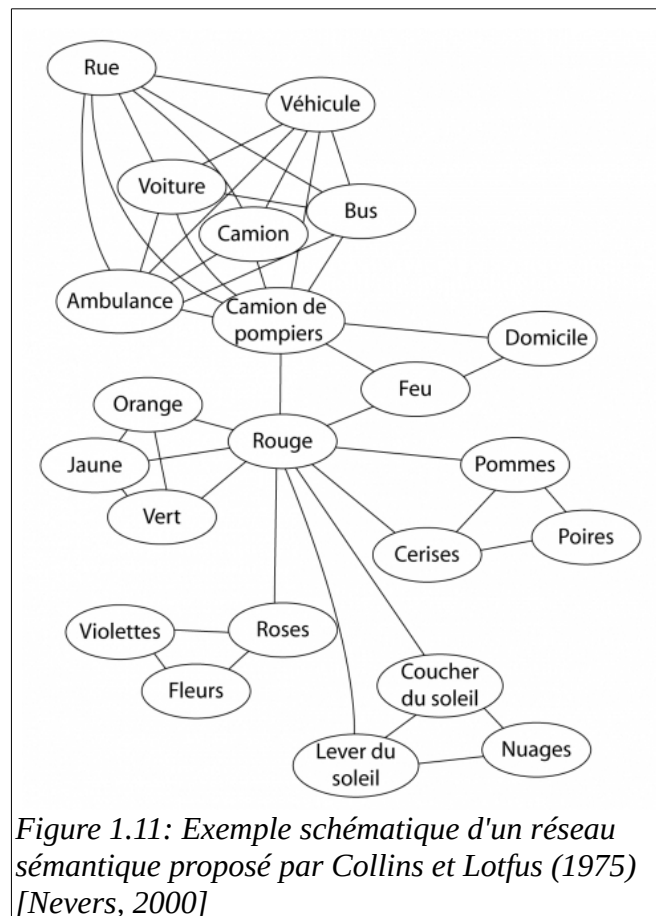 Rue
Véhicule
Voiture
Bus
Camion
Ambulance
Camion de
pompiers
Domicile
Feu
Orange
Rouge
Jaune
Pommes
Vert
Cerises
Poires
Violettes
Roses
Fleurs
Coucher
du soleil
Lever du
soleil
Nuages
Figure 1.11: Exemple schématique d'un réseau
sémantique proposé par Collins et Lotfus (1975)
[Nevers, 2000]